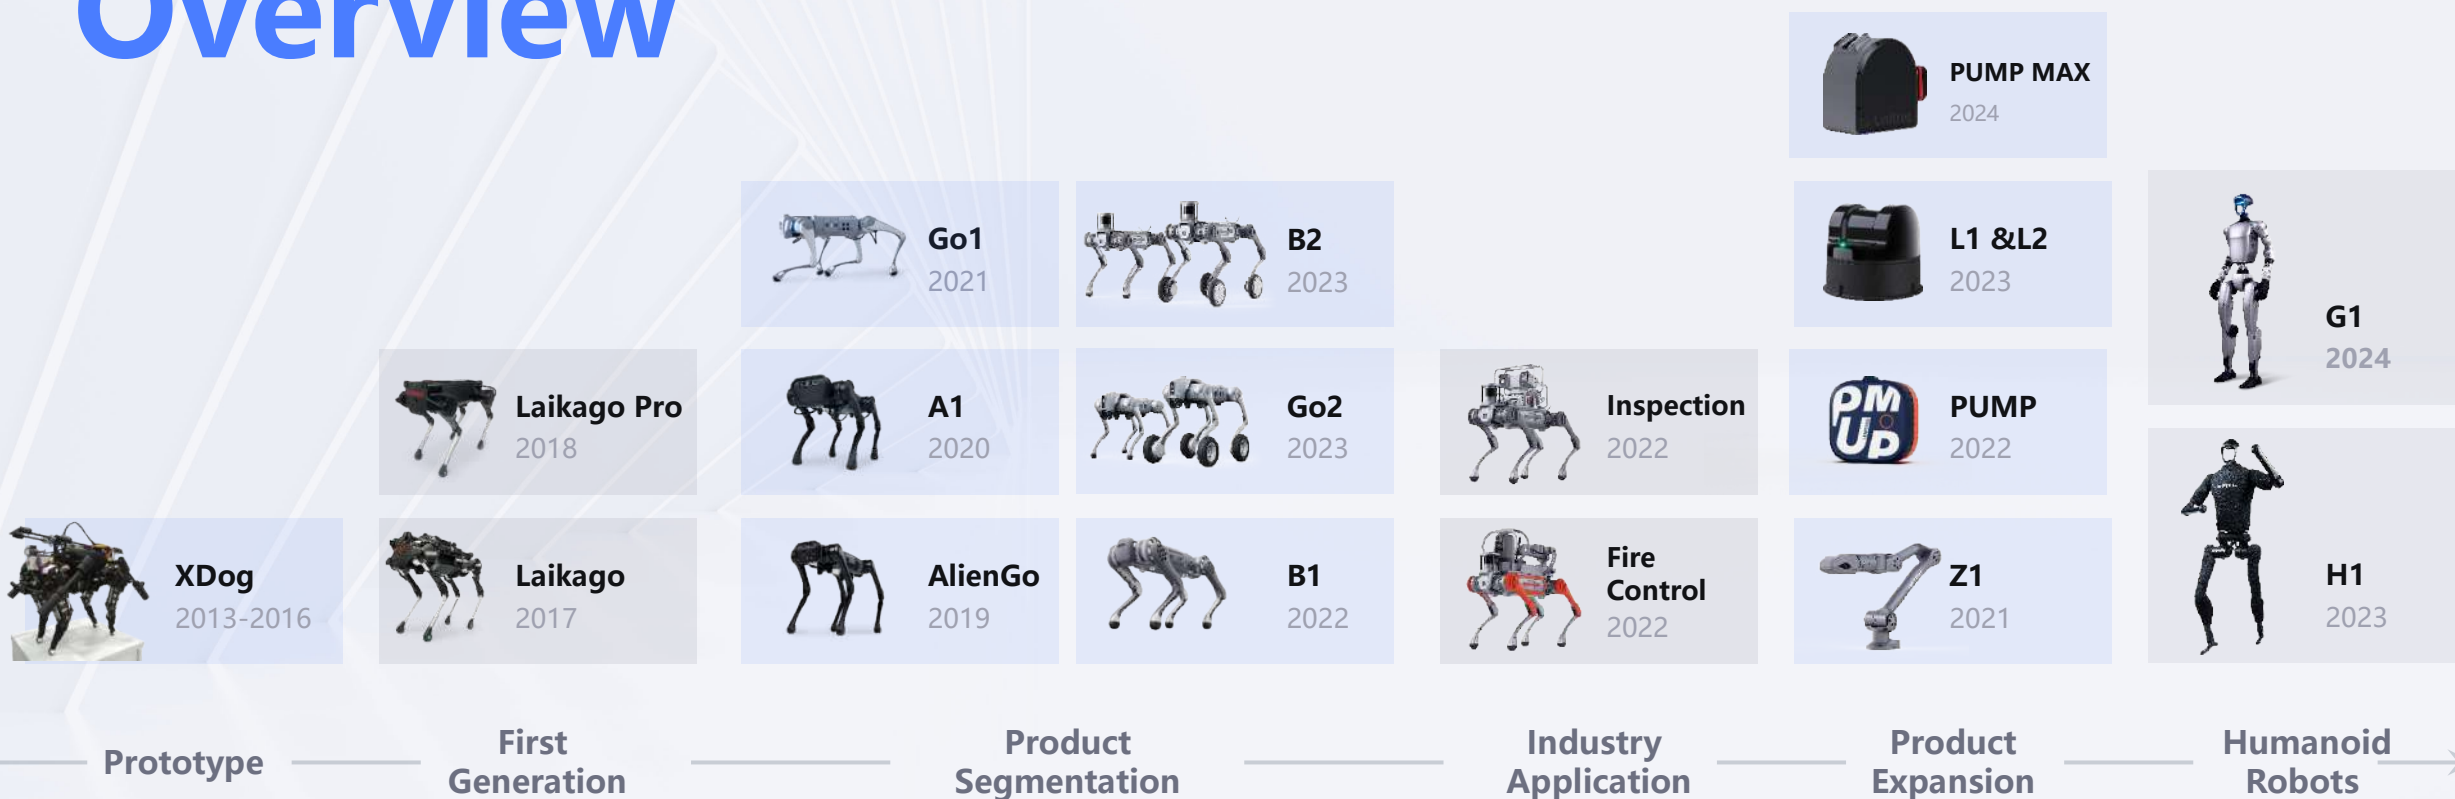 Overview
PUMP MAX
2024
Go1
2021
B2
2023
L1 &L2
2023
G1
2024
Laikago Pro
2018
A1
2020
Go2
2023
Inspection
2022
PUMP
2022
PM
UP
XDog
2013-2016
Laikago
2017
AlienGo
2019
B1
2022
Fire
Control
2022
Z1
2021
H1
2023
Prototype
First
Generation
Product
Segmentation
Industry
Application
Product
Expansion
Humanoid
Robots